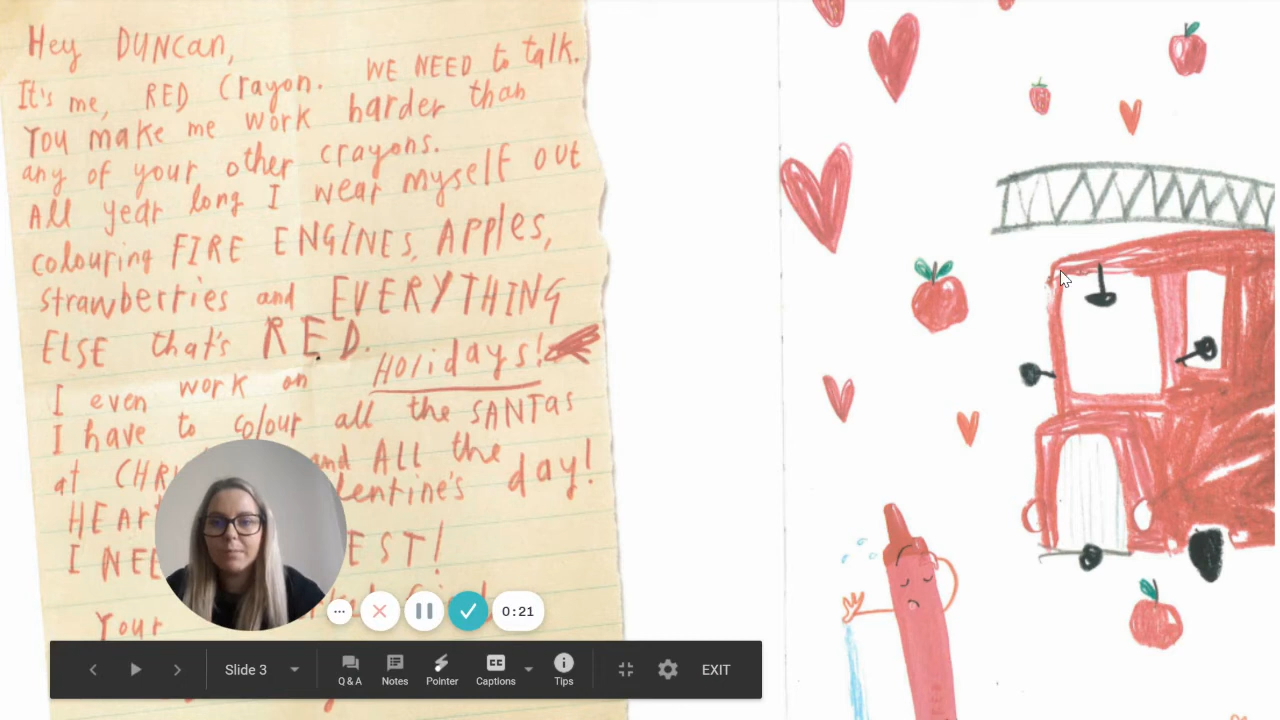 Hey DUNCAN,
It's me, RED Crayon. WE NEED to talk.
You make me work harder than
any of your other crayons.
All year long I wear myself out
colouring FIRE ENGINES, APPles,
strawberries and EVERYTHING
ELSE that's RED.
I even work on Holidays!
I have to colour all the SANTas
at CHR and ALL the
HEAr lentine's day!
I NEE EST!
Your
0:21
Slide 3
Q & A
Notes
Pointer
Captions
Tips
EXIT